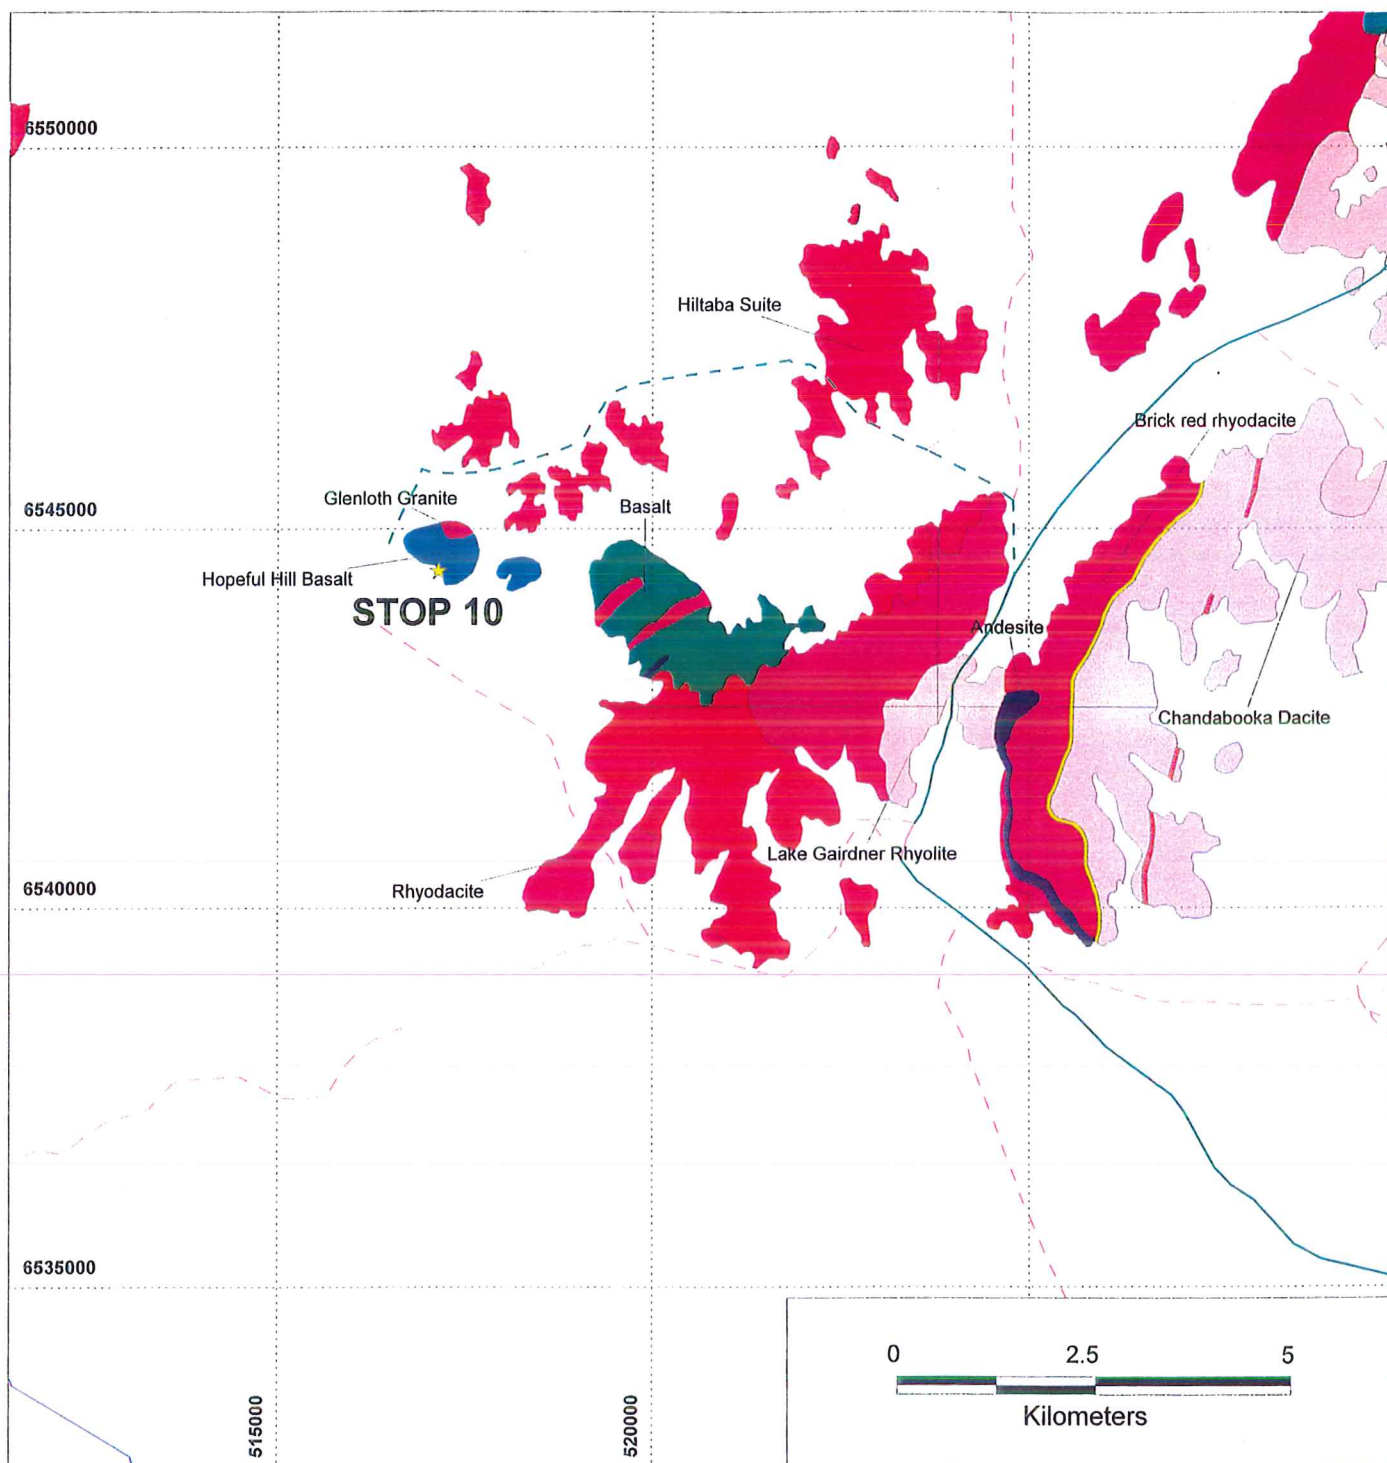 6550000
Hiltaba Suite
Brick red rhyodacite
Glenloth Granite
Basalt
6545000
Hopeful Hill Basalt
STOP 10
Andesite
Chandabooka Dacite
Lake Gairdner Rhyolite
Rhyodacite
6540000
6535000
0 2.5 5
Kilometers
515000
520000